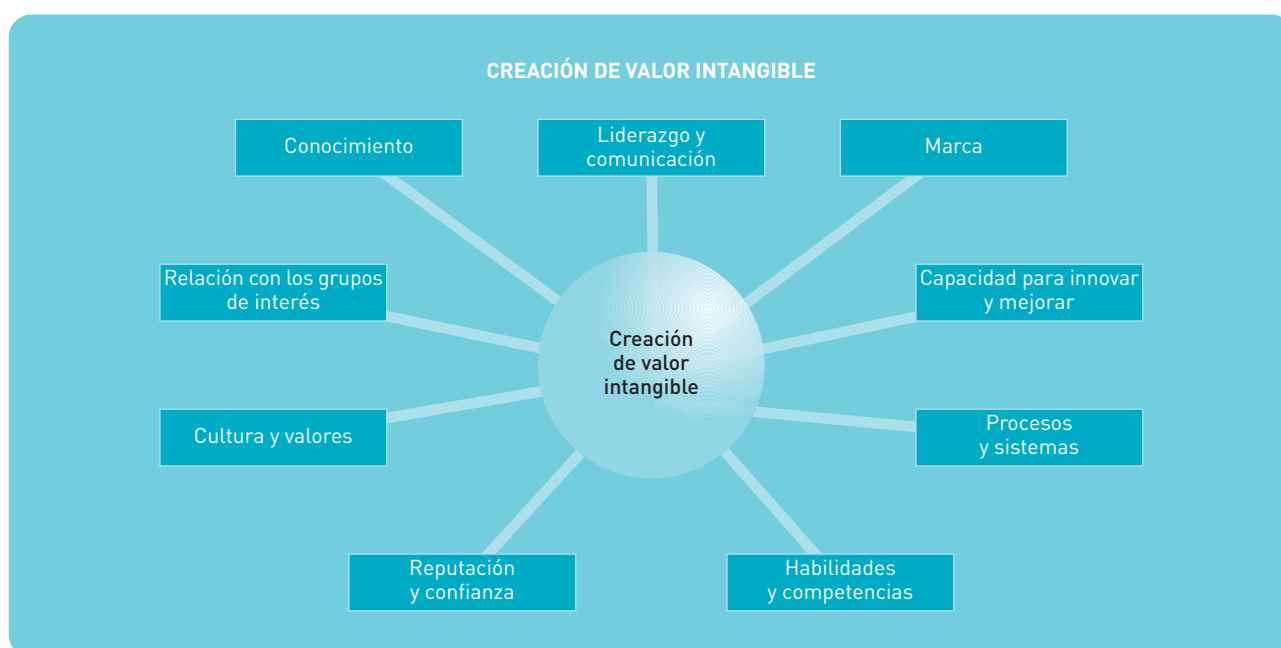 CREACIÓN DE VALOR INTANGIBLE
Conocimiento
Liderazgo y
comunicación
Marca
Relación con los grupos
de interés
Capacidad para innovar
y mejorar
Creación
de valor
intangible
Cultura y valores
Procesos
y sistemas
Reputación
y confianza
Habilidades
y competencias